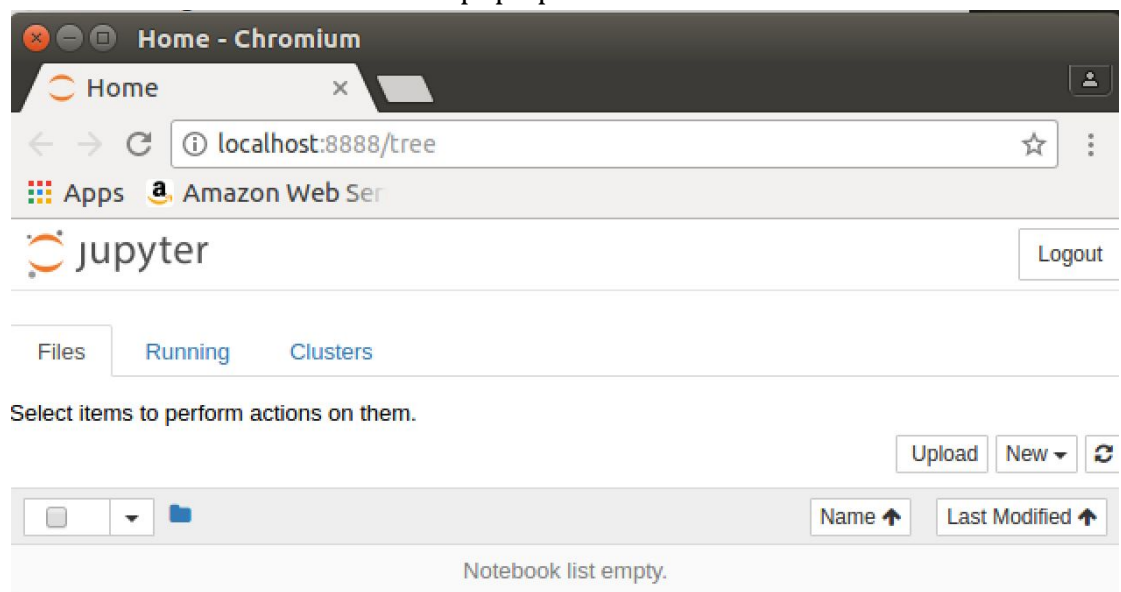 Home - Chromium
Home
localhost:8888/tree
Apps Amazon Web Ser
jupyter
Logout
Files Running Clusters
Select items to perform actions on them.
Upload New
Name Last Modified
Notebook list empty.